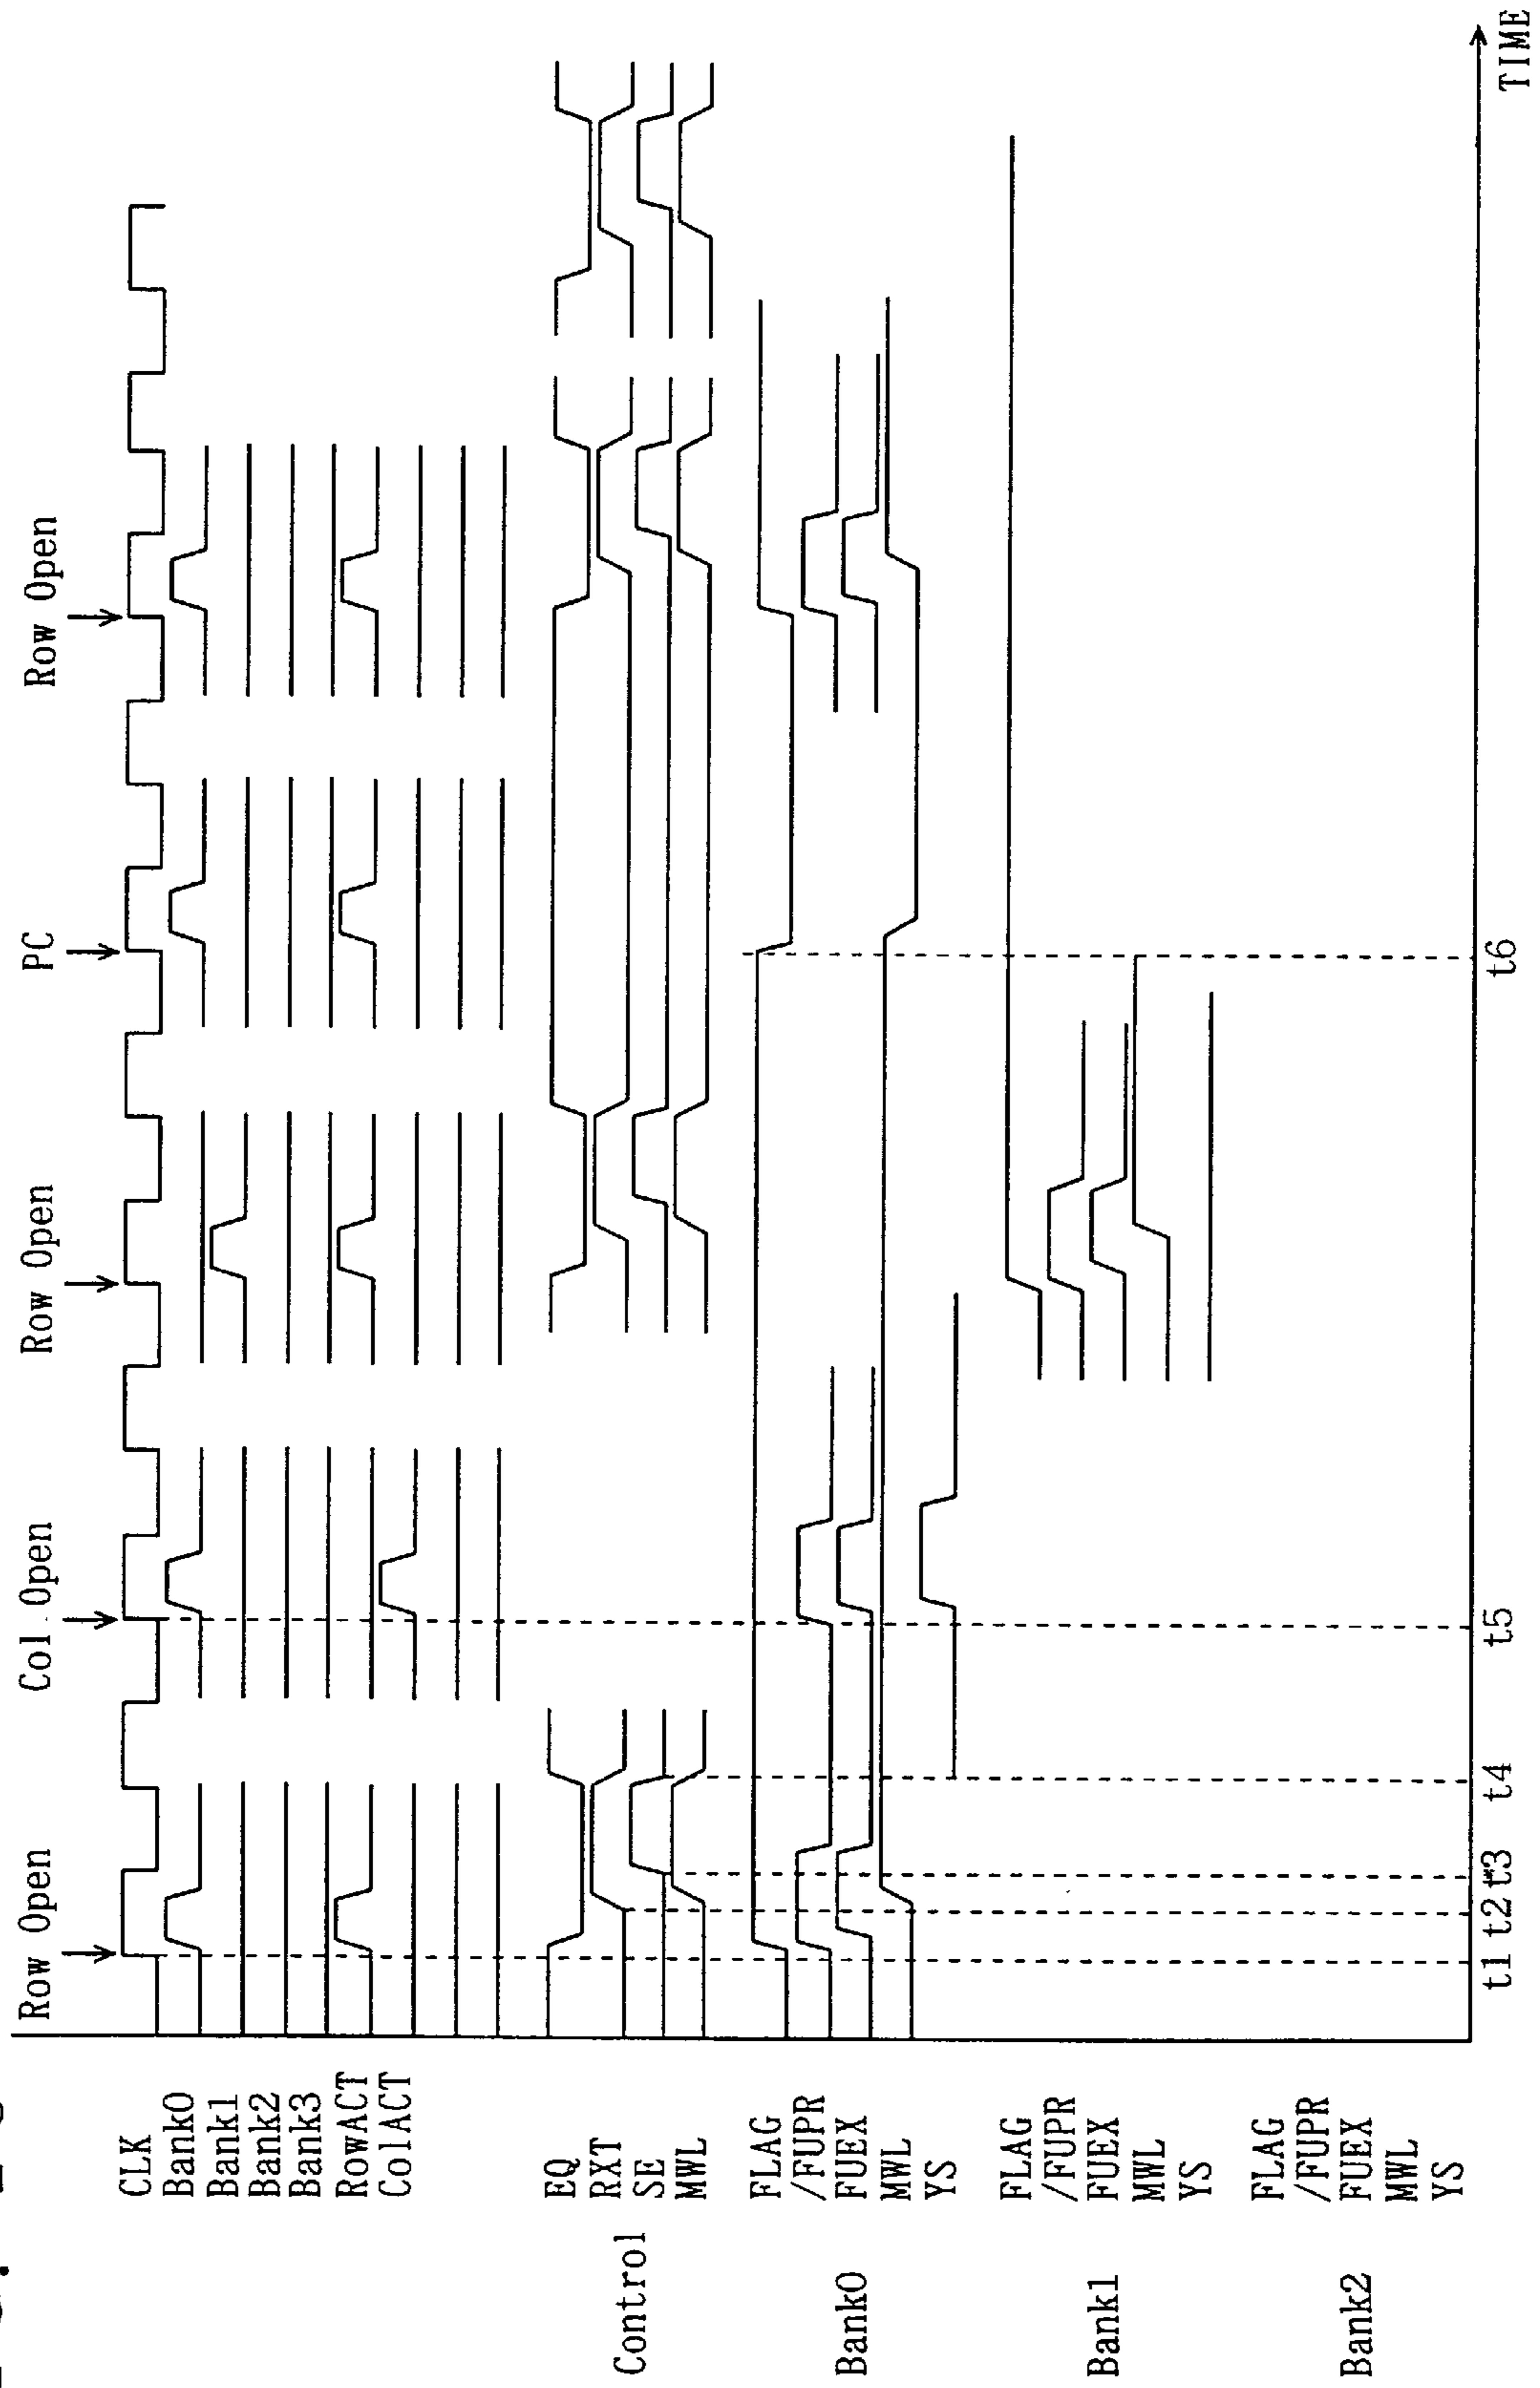 Row Open
Col Open
Row Open
PC
Row Open
CLK
Bank0
Bank1
Bank2
Bank3
RowACT
ColACT
Control
EQ
RXT
SE
MWL
Bank0
FLAG
/FUPR
FUEX
MWL
YS
Bank1
FLAG
/FUPR
FUEX
MWL
YS
Bank2
FLAG
/FUPR
FUEX
MWL
YS
t1 t2 t3 t4 t5 t6
TIME